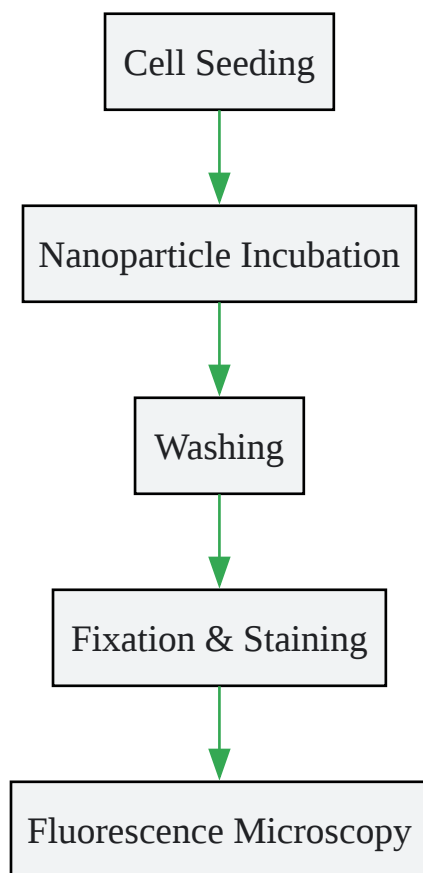 Cell Seeding
Nanoparticle Incubation
Washing
Fixation & Staining
Fluorescence Microscopy